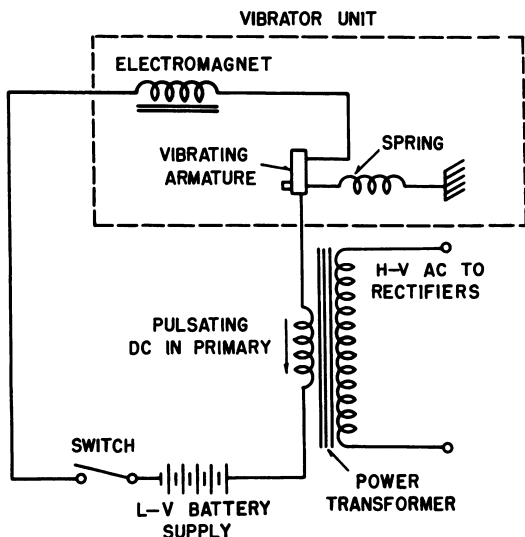 VIBRATOR UNIT
ELECTROMAGNET
VIBRATING
ARMATURE
SPRING
H-V AC TO
RECTIFIERS
PULSATING
DC IN PRIMARY
SWITCH
L-V BATTERY
SUPPLY
POWER
TRANSFORMER